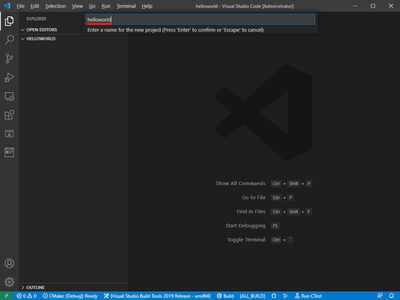 File Edit Selection View Go Run Terminal Help helloworld - Visual Studio Code [Administrator]
EXPLORER
helloworld
Enter a name for the new project (Press 'Enter' to confirm or 'Escape' to cancel)
OPEN EDITORS
HELLOWORLD
Show All Commands Ctrl + Shift + P
Go to File Ctrl + P
Find in Files Ctrl + Shift + F
Start Debugging F5
Toggle Terminal Ctrl +
OUTLINE
0 0 CMake: [Debug]: Ready [Visual Studio Build Tools 2019 Release - amd64] Build [ALL_BUILD] Run CTest